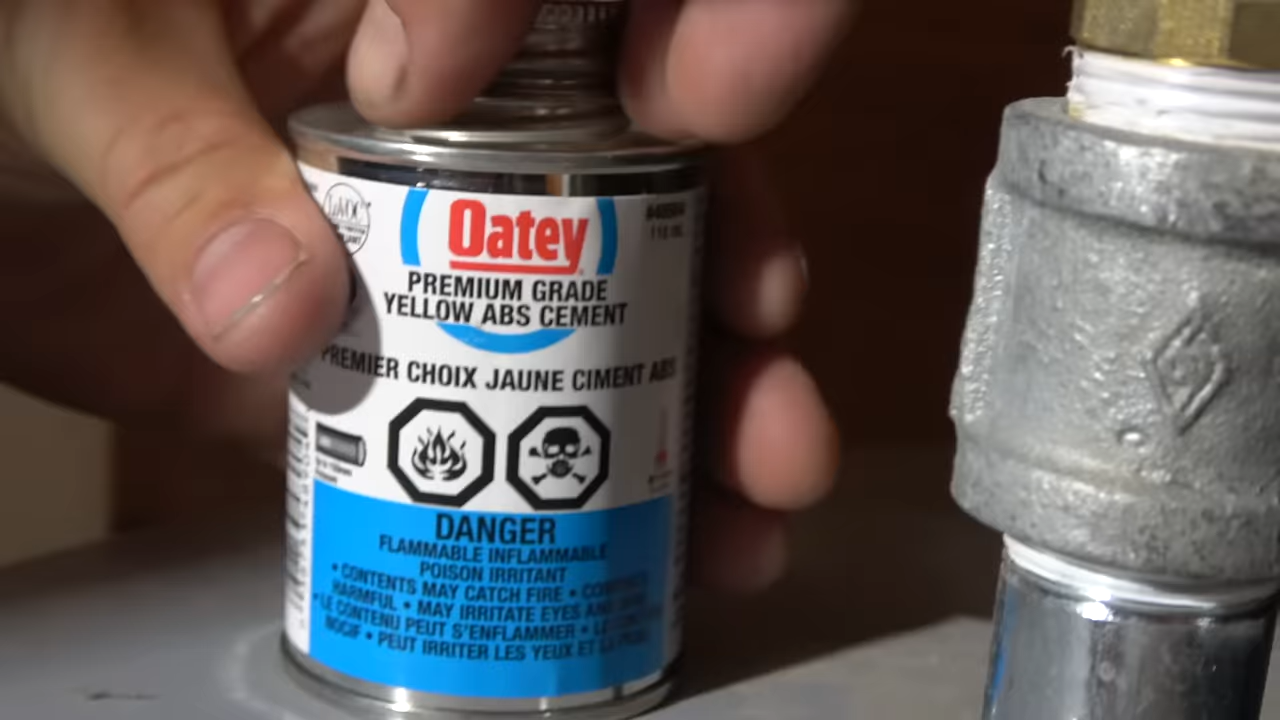 Oatey
PREMIUM GRADE
YELLOW ABS CEMENT
PREMIER CHOIX JAUNE CIMENT ABS
DANGER
FLAMMABLE INFLAMMABLE
POISON IRRITANT
• CONTENTS MAY CATCH FIRE •
HARMFUL • MAY IRRITATE EYES AND
• LE CONTENU PEUT S'ENFLAMMER •
NOCIF • PEUT IRRITER LES YEUX ET LA PEAU